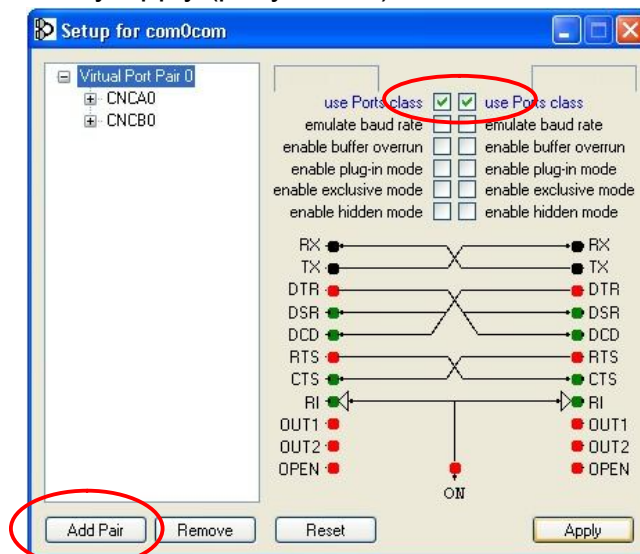 Setup for com0com
Virtual Port Pair 0
CNCA0
CNCB0
use Ports class use Ports class
emulate baud rate emulate baud rate
enable buffer overrun enable buffer overrun
enable plug-in mode enable plug-in mode
enable exclusive mode enable exclusive mode
enable hidden mode enable hidden mode
RX RX
TX TX
DTR DTR
DSR DSR
DCD DCD
RTS RTS
CTS CTS
RI RI
OUT1 OUT1
OUT2 OUT2
OPEN OPEN
ON
Add Pair Remove Reset Apply